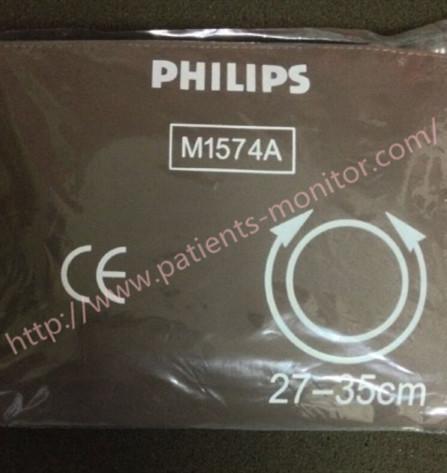 PHILIPS
M1574A
CE
http://www.patients-monitor.com/
27-35cm